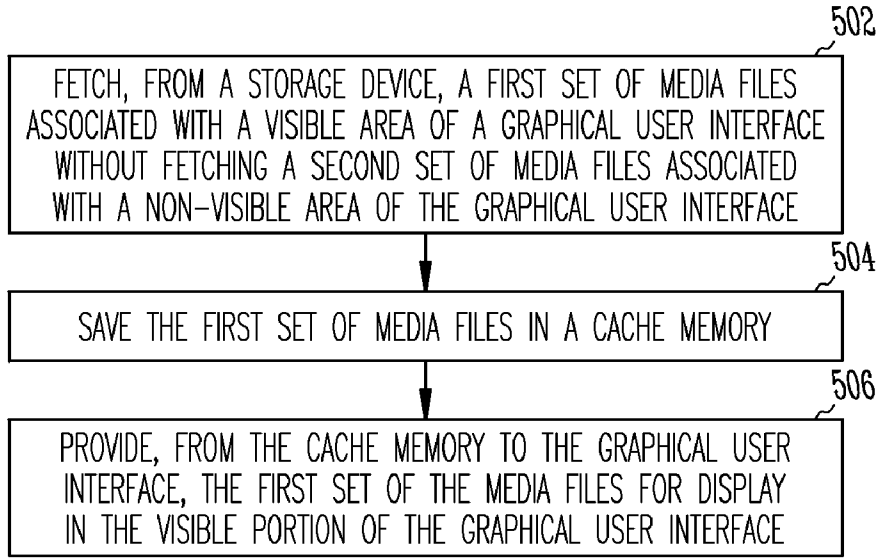 502
FETCH, FROM A STORAGE DEVICE, A FIRST SET OF MEDIA FILES
ASSOCIATED WITH A VISIBLE AREA OF A GRAPHICAL USER INTERFACE
WITHOUT FETCHING A SECOND SET OF MEDIA FILES ASSOCIATED
WITH A NON-VISIBLE AREA OF THE GRAPHICAL USER INTERFACE
504
SAVE THE FIRST SET OF MEDIA FILES IN A CACHE MEMORY
506
PROVIDE, FROM THE CACHE MEMORY TO THE GRAPHICAL USER
INTERFACE, THE FIRST SET OF THE MEDIA FILES FOR DISPLAY
IN THE VISIBLE PORTION OF THE GRAPHICAL USER INTERFACE